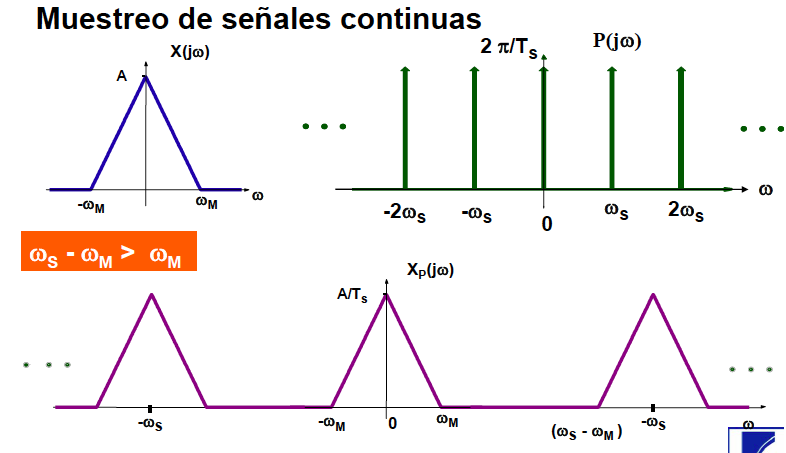 Muestreo de señales continuas
X(jω)
A
-ωM
ωM
ω
2 π/TS
P(jω)
• • •
• • •
-2ωS
-ωS
0
ωS
2ωS
ω
ωS - ωM > ωM
XP(jω)
A/Ts
• • •
• • •
-ωS
-ωM
0
ωM
(ωS - ωM )
-ωS
ω